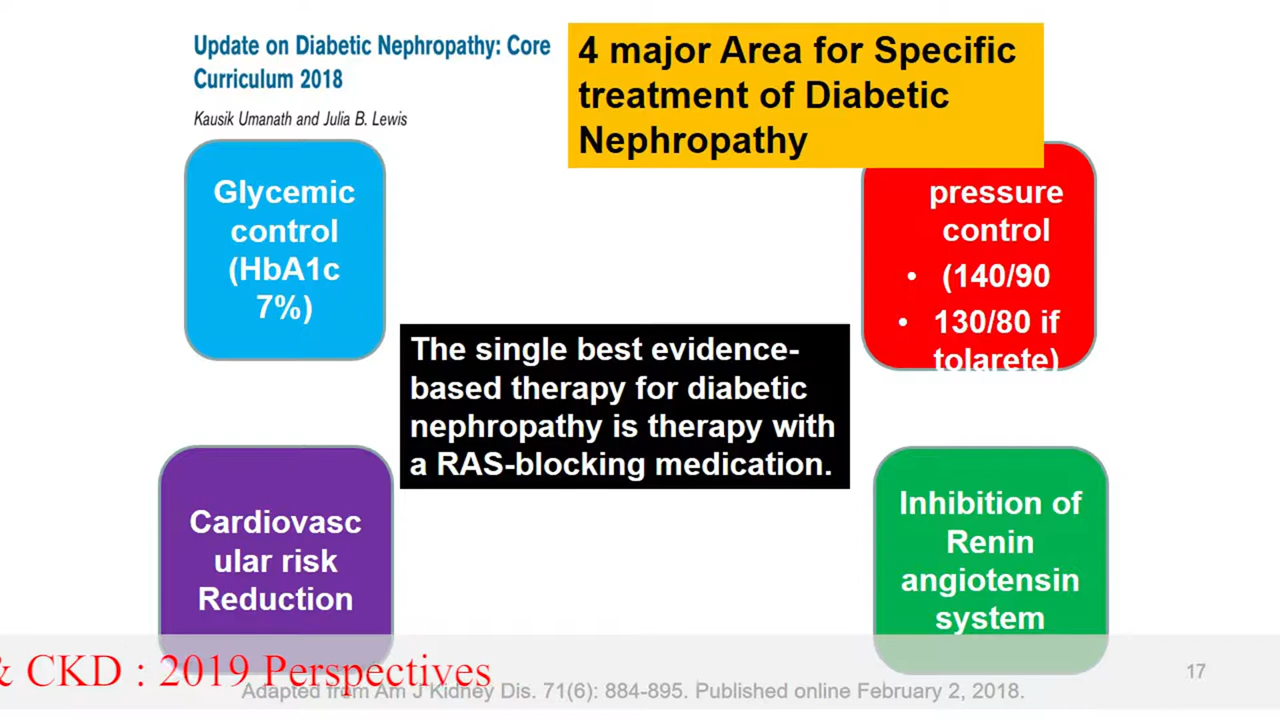 Update on Diabetic Nephropathy: Core
Curriculum 2018
Kausik Umanath and Julia B. Lewis
4 major Area for Specific
treatment of Diabetic
Nephropathy
Glycemic
control
(HbA1c
7%)
pressure
control
• (140/90
• 130/80 if
tolarete)
The single best evidence-
based therapy for diabetic
nephropathy is therapy with
a RAS-blocking medication.
Cardiovasc
ular risk
Reduction
Inhibition of
Renin
angiotensin
system
& CKD : 2019 Perspectives
Adapted from Am J Kidney Dis. 71(6): 884-895. Published online February 2, 2018.
17